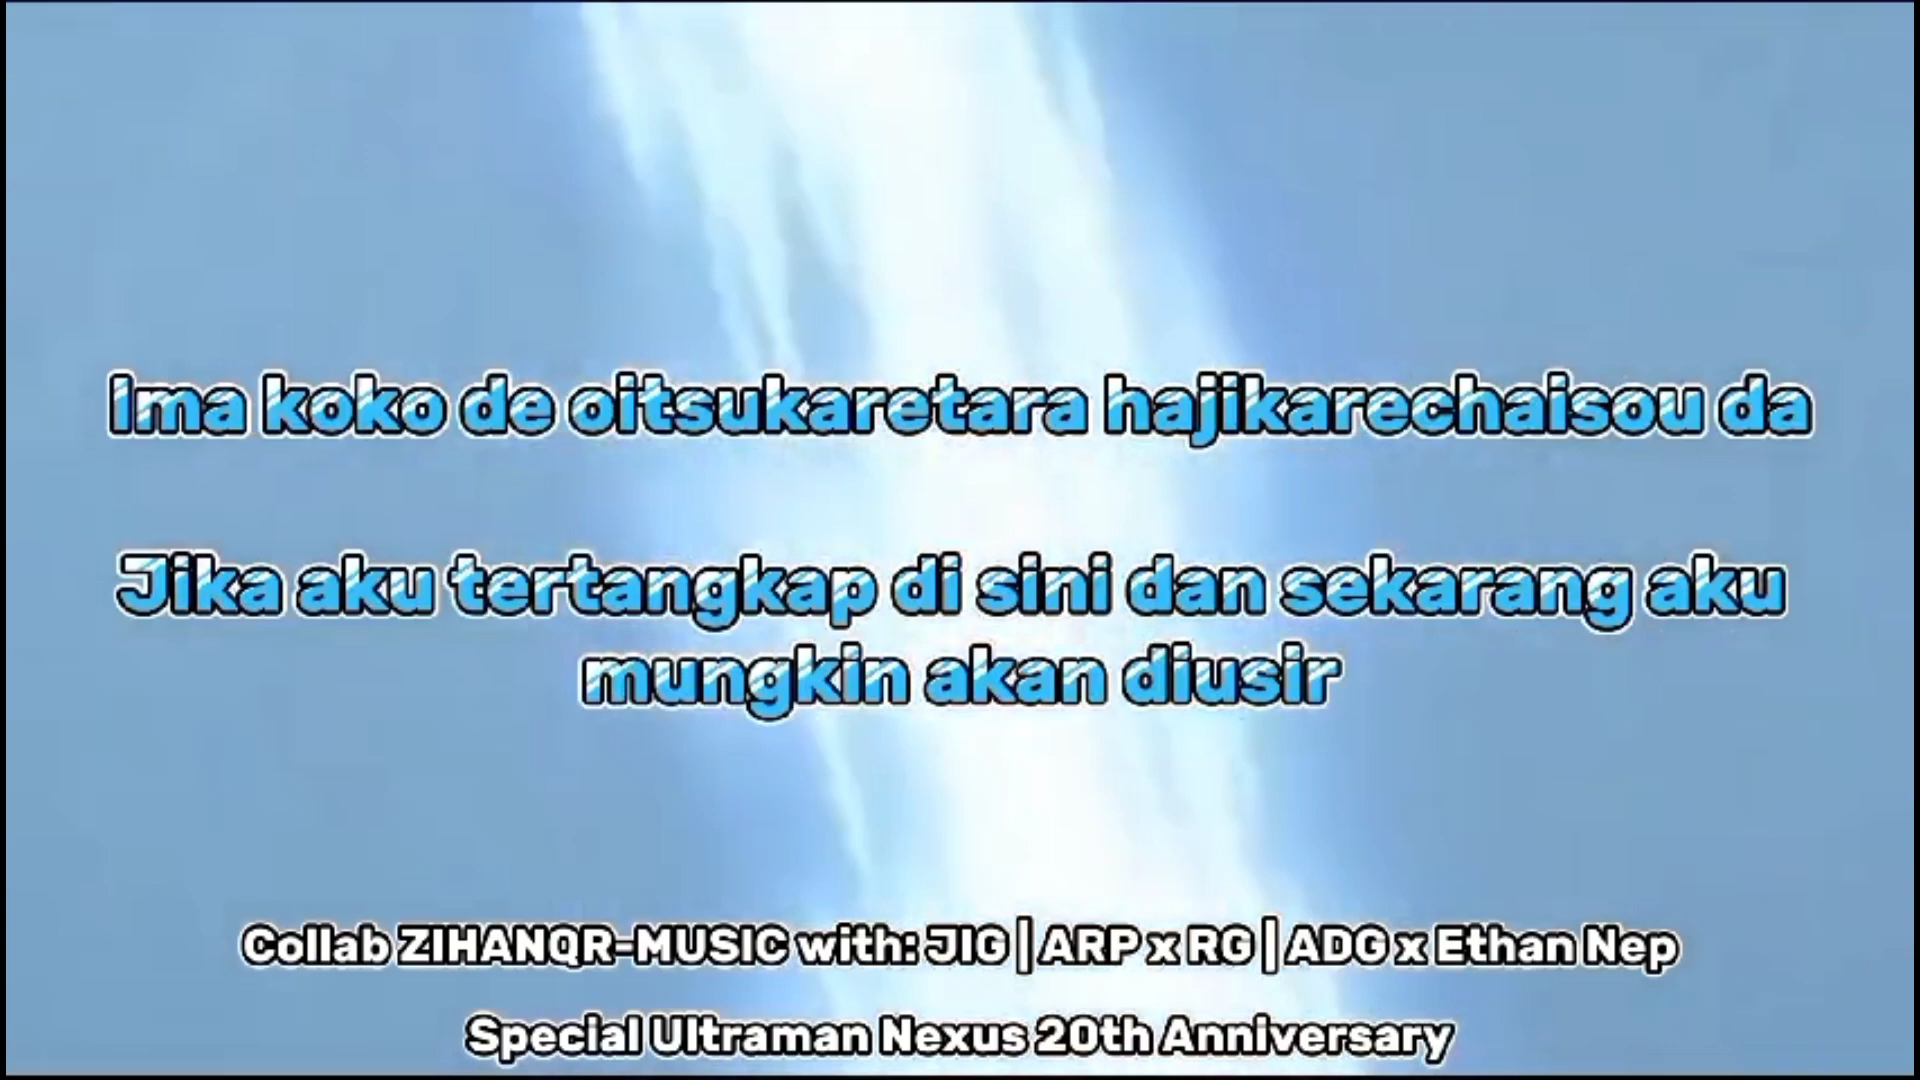 Ima koko de oitsukaretara hajikarechaisou da
Jika aku tertangkap di sini dan sekarang aku
mungkin akan diusir
Collab ZIHANQR-MUSIC with: JIG | ARP x RG | ADG x Ethan Nep
Special Ultraman Nexus 20th Anniversary